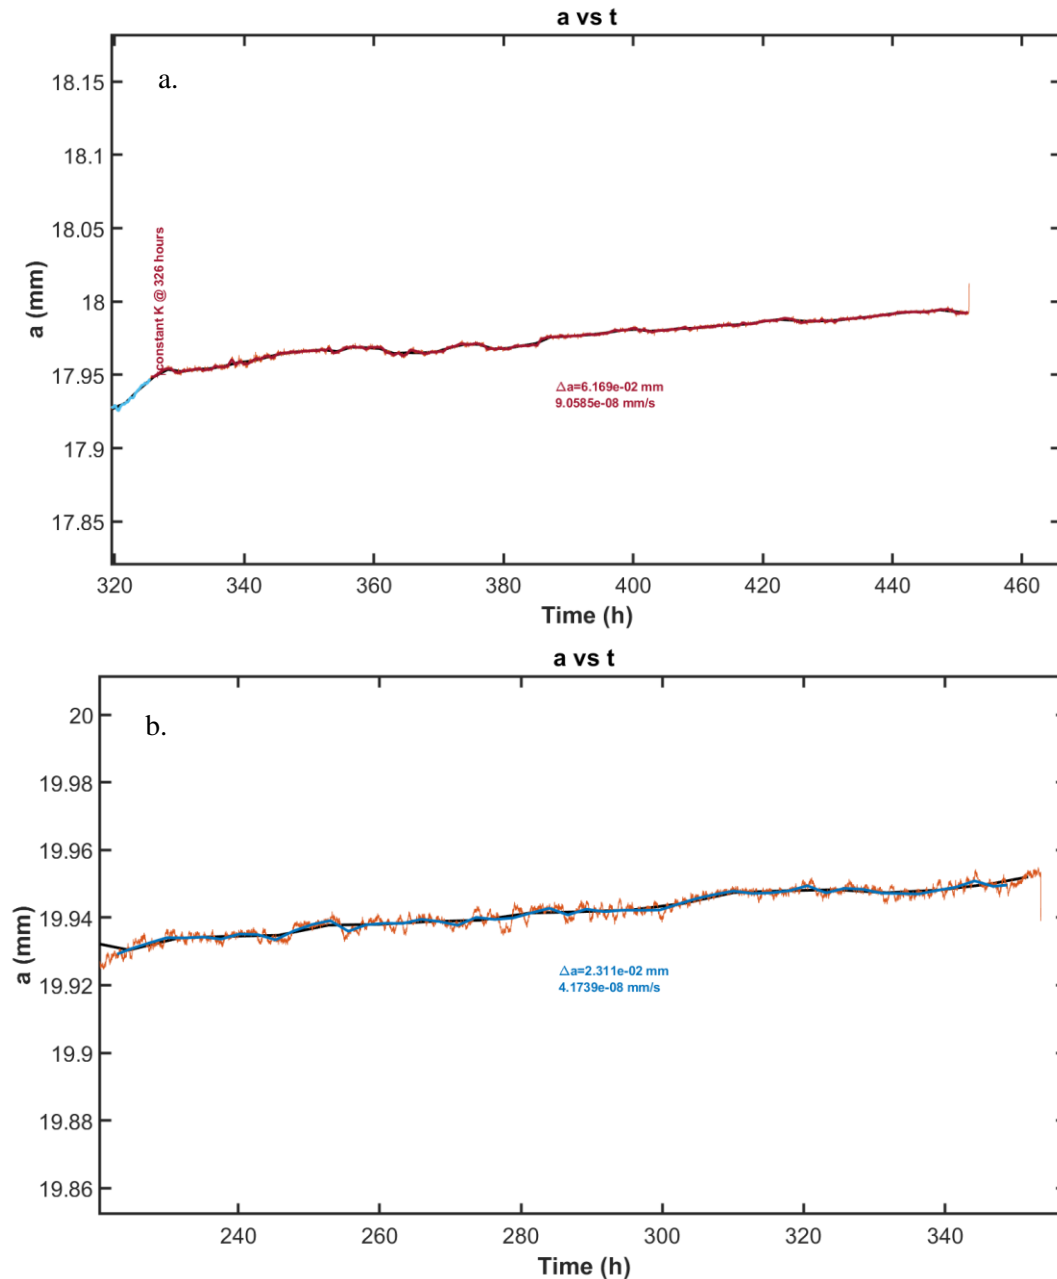 a vs t
a.
18.15
18.1
18.05
18
17.95
17.9
17.85
a (mm)
constant K @ 326 hours
Δa=6.169e-02 mm
9.0585e-08 mm/s
320 340 360 380 400 420 440 460
Time (h)
a vs t
b.
20
19.98
19.96
19.94
19.92
19.9
19.88
19.86
a (mm)
Δa=2.311e-02 mm
4.1739e-08 mm/s
240 260 280 300 320 340
Time (h)